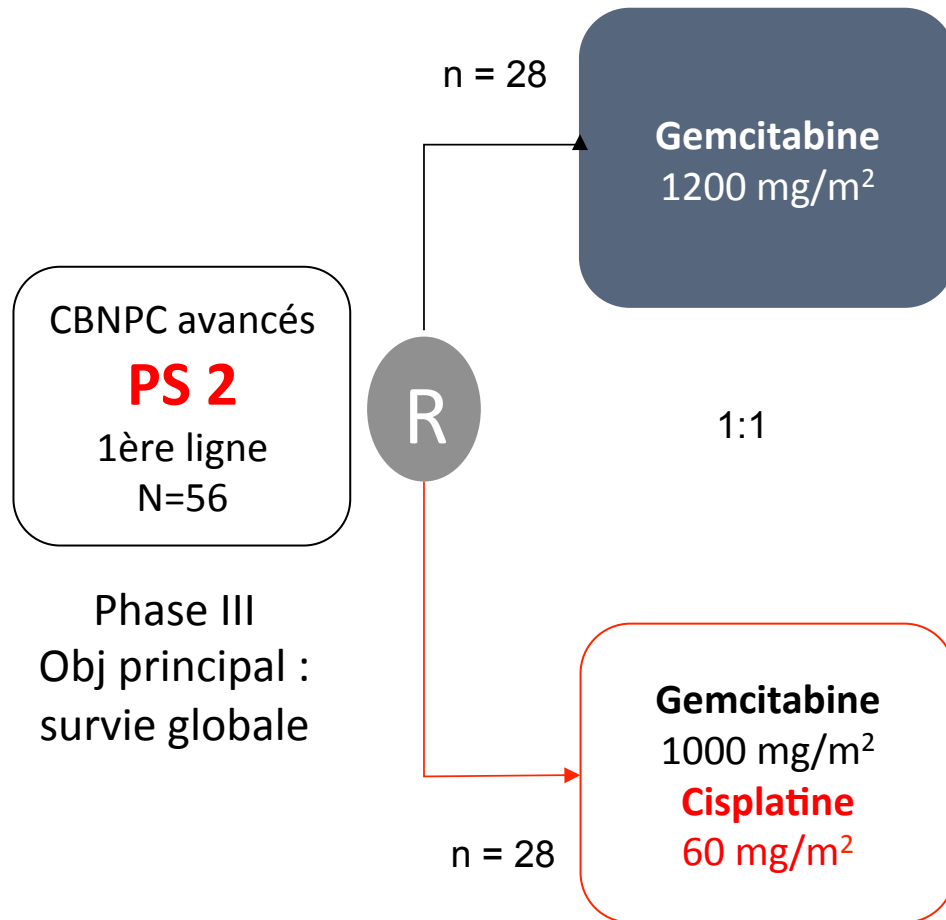 n = 28
Gemcitabine
1200 mg/m²
CBNPC avancés
PS 2
1ère ligne
N=56
R
1:1
Phase III
Obj principal :
survie globale
Gemcitabine
1000 mg/m²
Cisplatine
60 mg/m²
n = 28